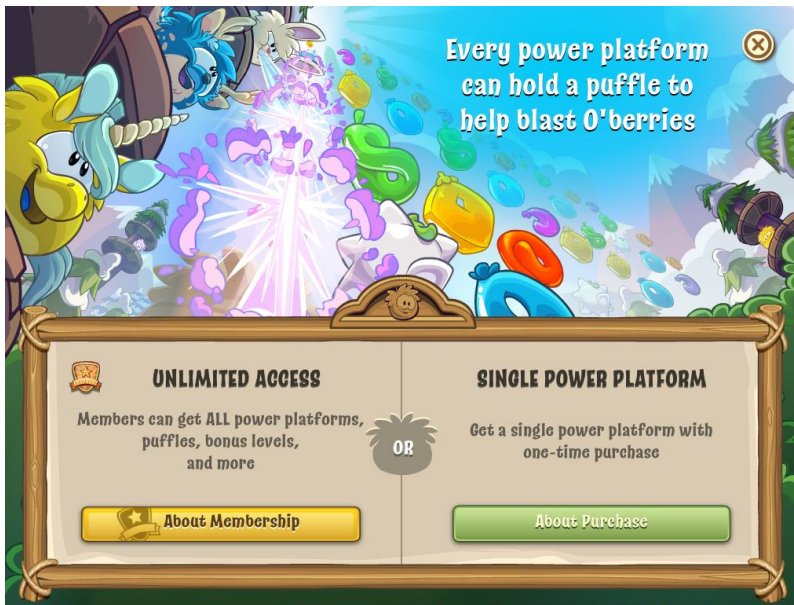 Every power platform
can hold a puffle to
help blast O'berries
UNLIMITED ACCESS
Members can get ALL power platforms,
puffles, bonus levels,
and more
About Membership
OR
SINGLE POWER PLATFORM
Get a single power platform with
one-time purchase
About Purchase